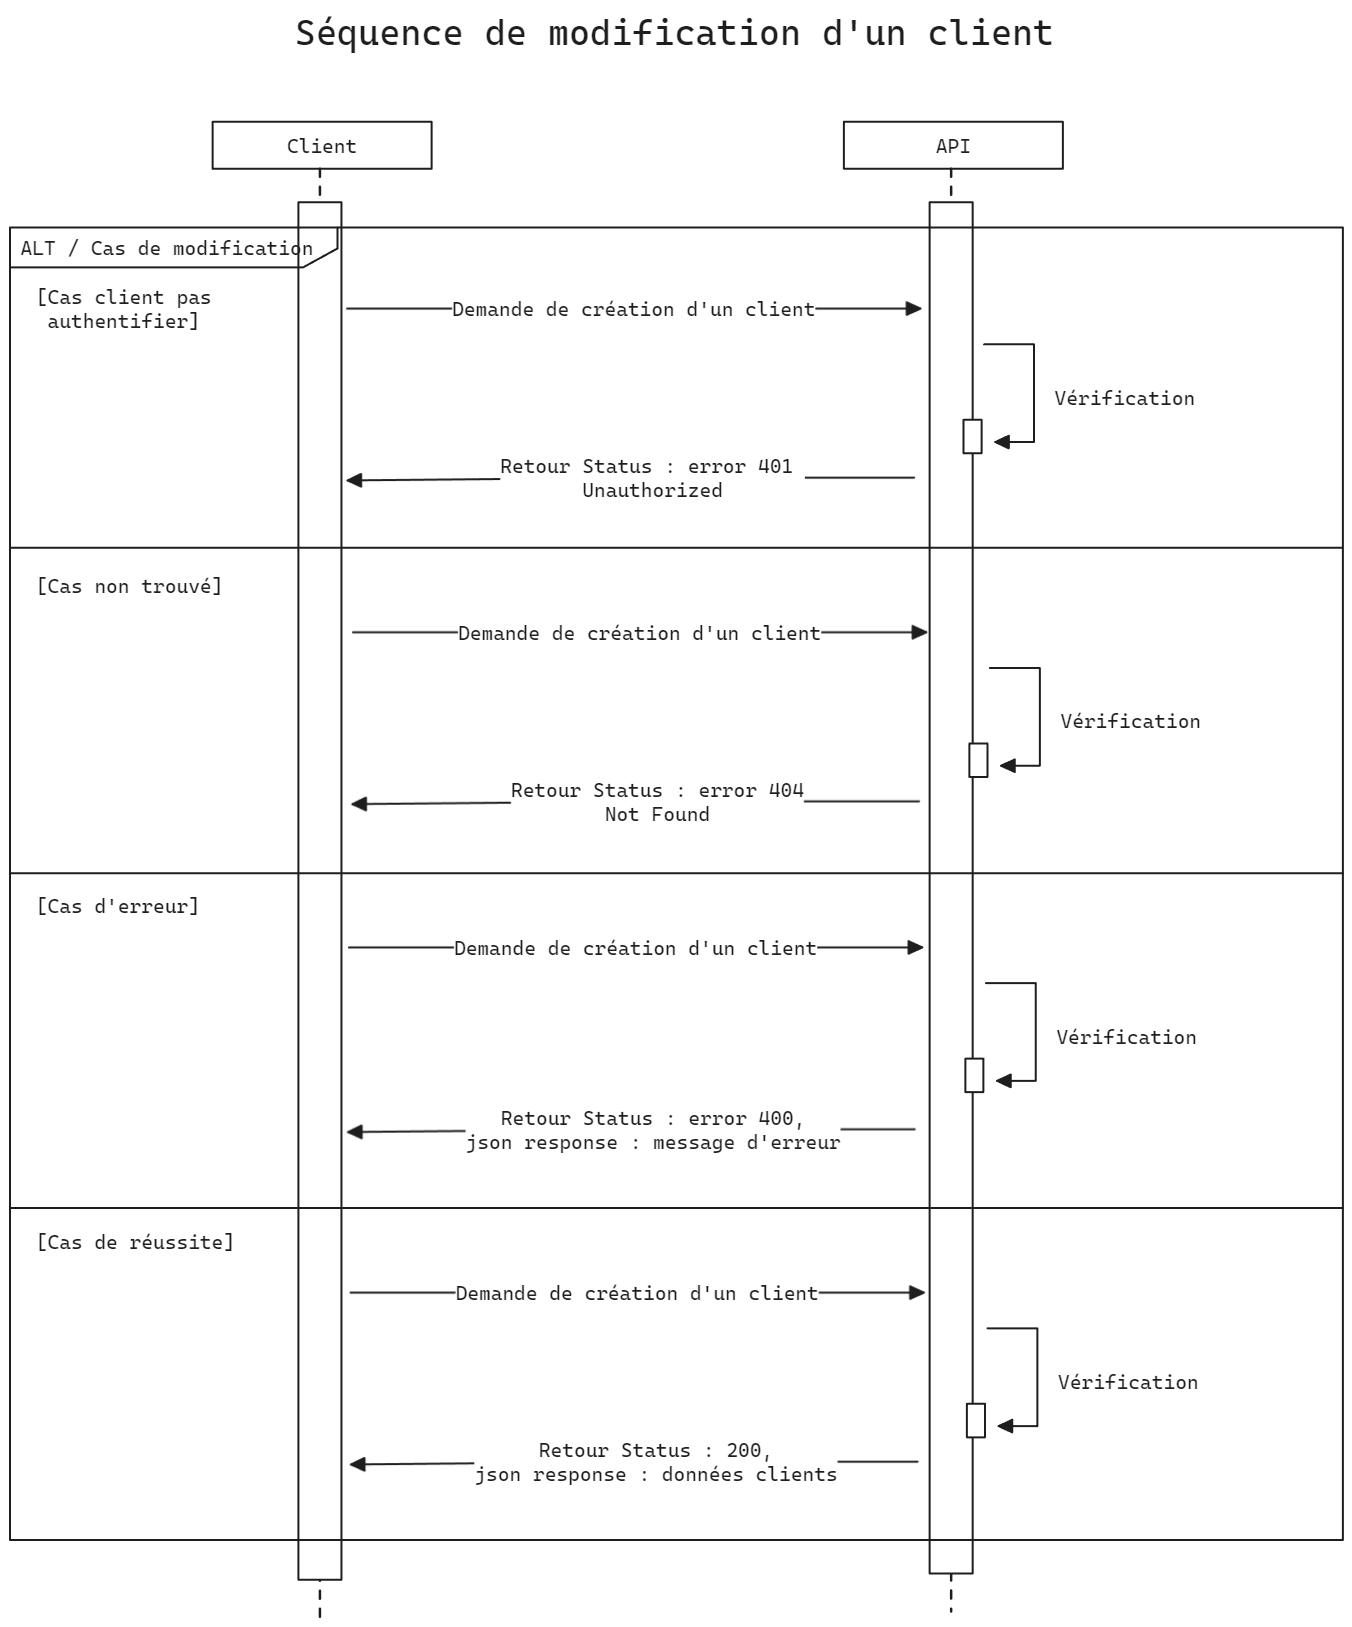 Séquence de modification d'un client
Client
API
ALT / Cas de modification
[Cas client pas
authentifier]
Demande de création d'un client
Vérification
Retour Status : error 401
Unauthorized
[Cas non trouvé]
Demande de création d'un client
Vérification
Retour Status : error 404
Not Found
[Cas d'erreur]
Demande de création d'un client
Vérification
Retour Status : error 400,
json response : message d'erreur
[Cas de réussite]
Demande de création d'un client
Vérification
Retour Status : 200,
json response : données clients